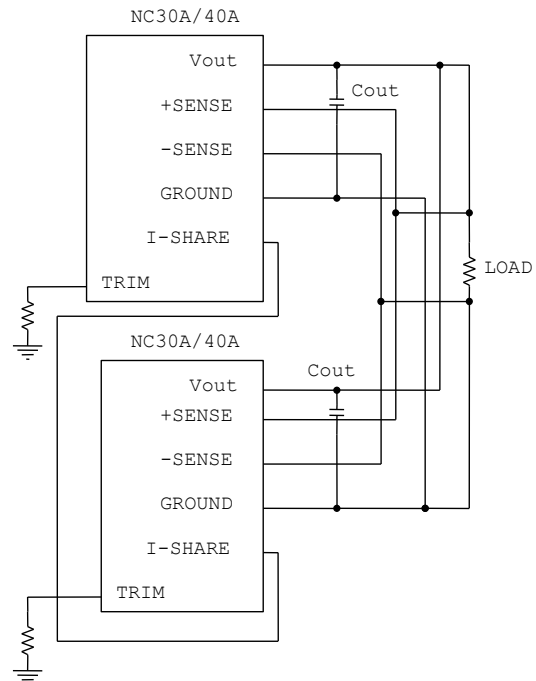 NC30A/40A
Vout
Cout
+SENSE
-SENSE
GROUND
I-SHARE
LOAD
TRIM
NC30A/40A
Cout
Vout
+SENSE
-SENSE
GROUND
I-SHARE
TRIM